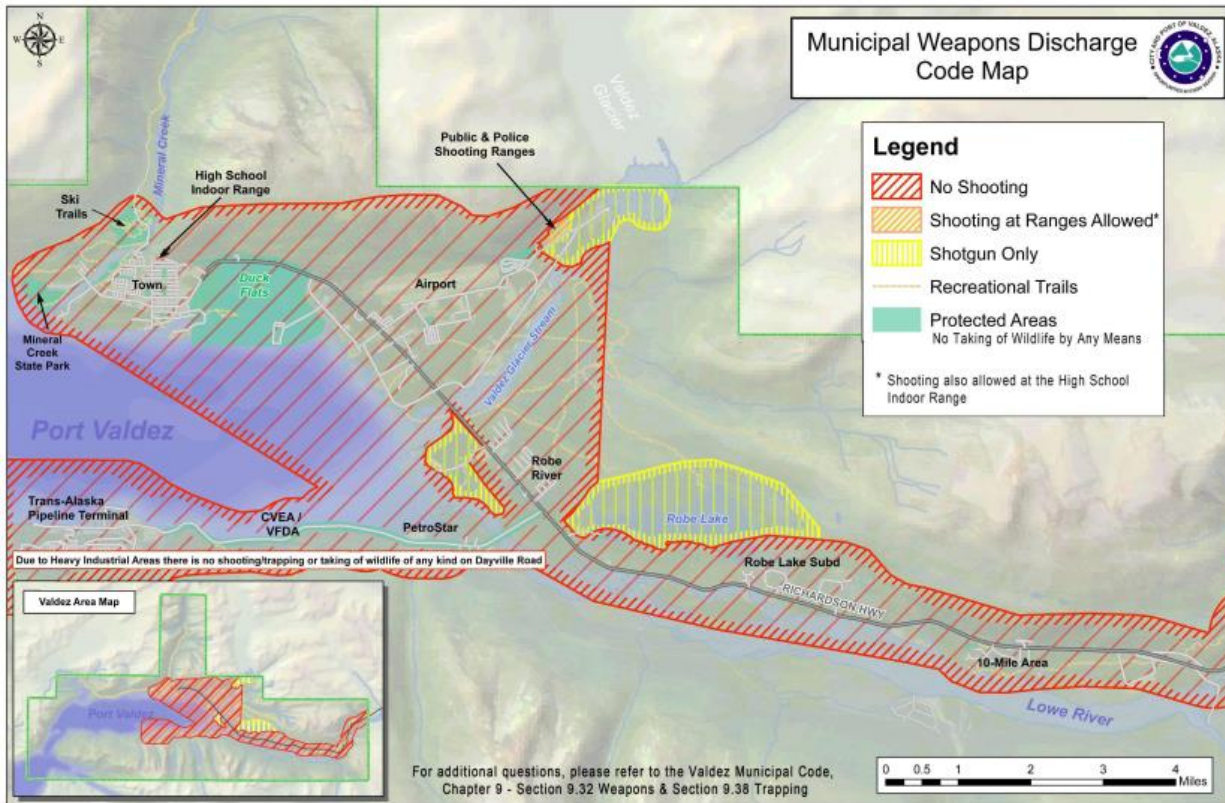 Municipal Weapons Discharge
Code Map
CITY AND PORT OF VALDEZ, ALASKA
N
W
E
S
Valdez
Glacier
Mineral Creek
Public & Police
Shooting Ranges
High School
Indoor Range
Ski
Trails
Legend
No Shooting
Shooting at Ranges Allowed*
Shotgun Only
Recreational Trails
Protected Areas
No Taking of Wildlife by Any Means
* Shooting also allowed at the High School
Indoor Range
Town
Duck
Flats
Airport
Mineral
Creek
State Park
Valdez Glacier Stream
Port Valdez
Robe
River
Trans-Alaska
Pipeline Terminal
CVEA /
VFDA
PetroStar
Robe Lake
Due to Heavy Industrial Areas there is no shooting/trapping or taking of wildlife of any kind on Dayville Road
Robe Lake Subd
RICHARDSON HWY
Valdez Area Map
Port Valdez
10-Mile Area
Lowe River
For additional questions, please refer to the Valdez Municipal Code,
Chapter 9 - Section 9.32 Weapons & Section 9.38 Trapping
0 0.5 1 2 3 4
Miles